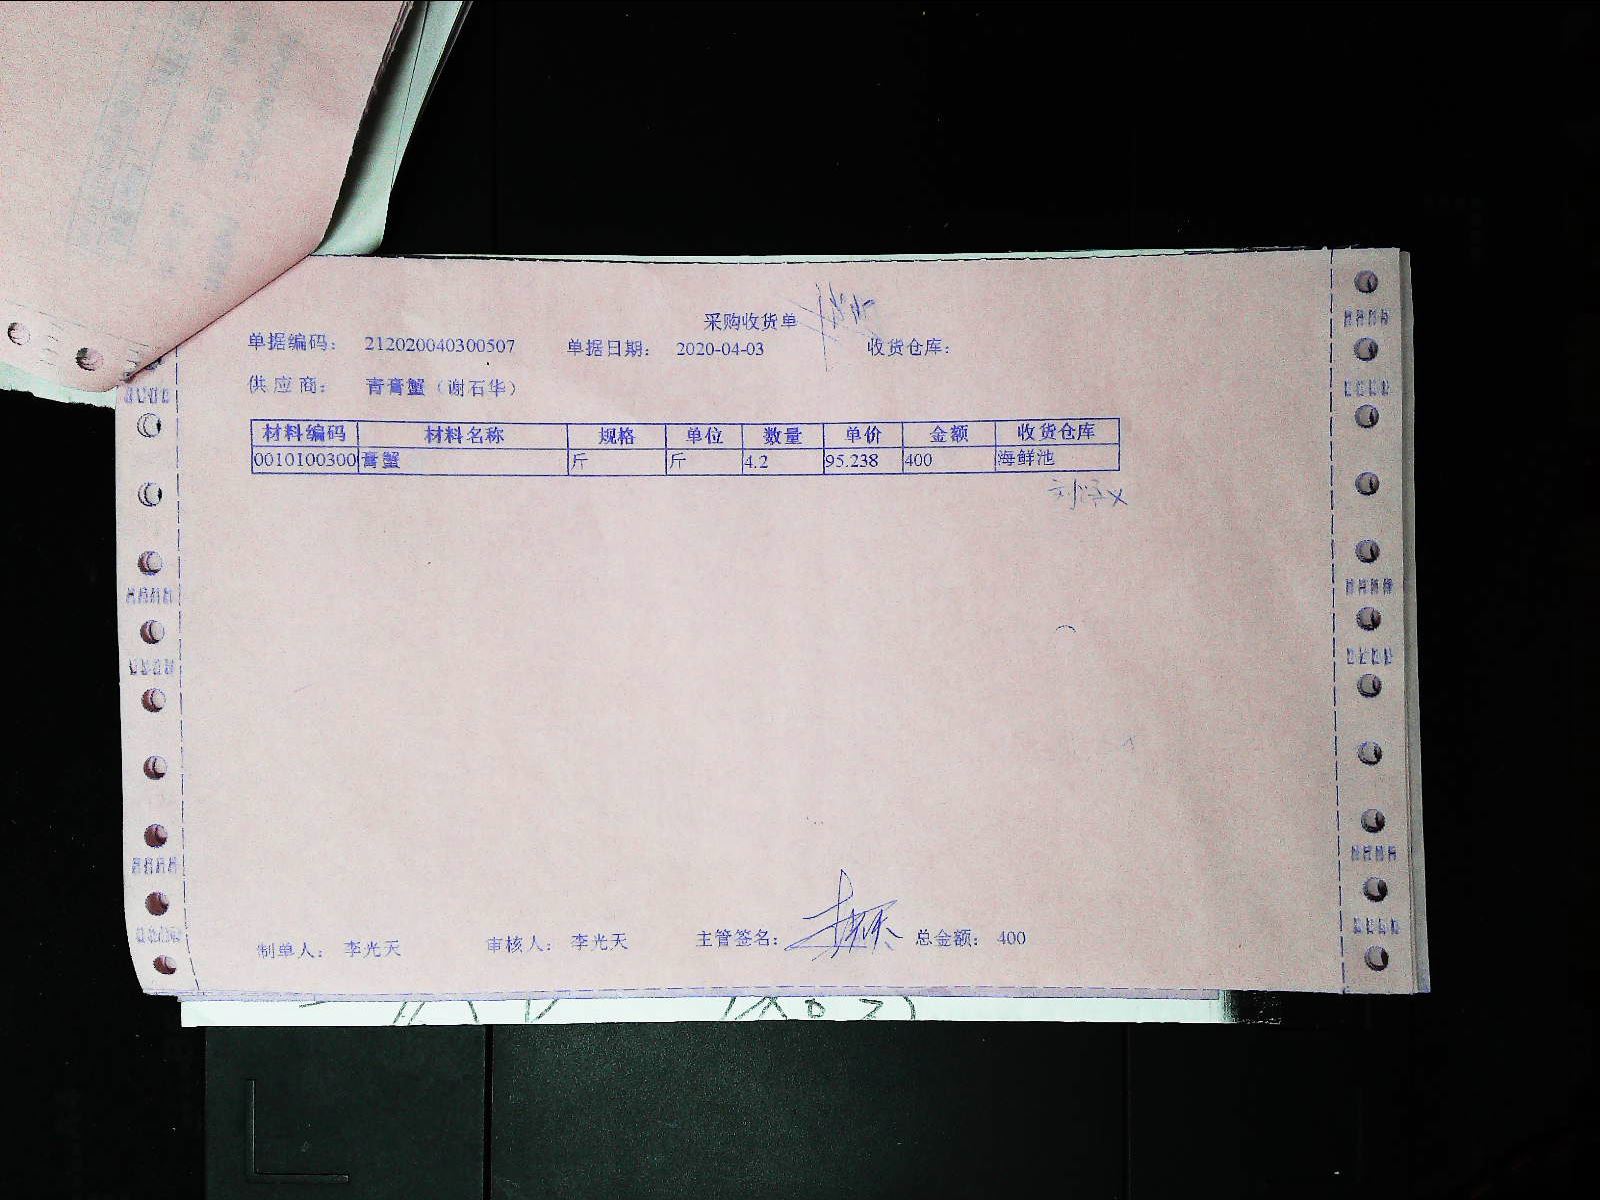 采购收货单
单据编码： 212020040300507 单据日期： 2020-04-03 收货仓库：
供应商： 青膏蟹（谢石华）
材料编码 材料名称 规格 单位 数量 单价 金额 收货仓库
0010100300 膏蟹 斤 斤 4.2 95.238 400 海鲜池
制单人： 李光天 审核人： 李光天 主管签名： 总金额： 400